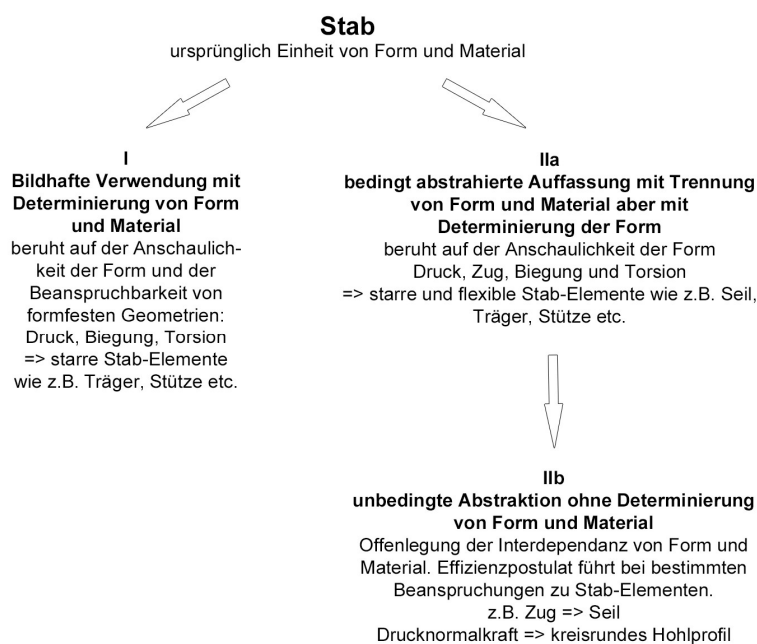 Stab
ursprünglich Einheit von Form und Material
I
Bildhafte Verwendung mit
Determinierung von Form
und Material
beruht auf der Anschaulich-
keit der Form und der
Beanspruchbarkeit von
formfesten Geometrien:
Druck, Biegung, Torsion
=> starre Stab-Elemente
wie z.B. Träger, Stütze etc.
IIa
bedingt abstrahierte Auffassung mit Trennung
von Form und Material aber mit
Determinierung der Form
beruht auf der Anschaulichkeit der Form
Druck, Zug, Biegung und Torsion
=> starre und flexible Stab-Elemente wie z.B. Seil,
Träger, Stütze etc.
IIb
unbedingte Abstraktion ohne Determinierung
von Form und Material
Offenlegung der Interdependanz von Form und
Material. Effizienzpostulat führt bei bestimmten
Beanspruchungen zu Stab-Elementen.
z.B. Zug => Seil
Drucknormalkraft => kreisrundes Hohlprofil